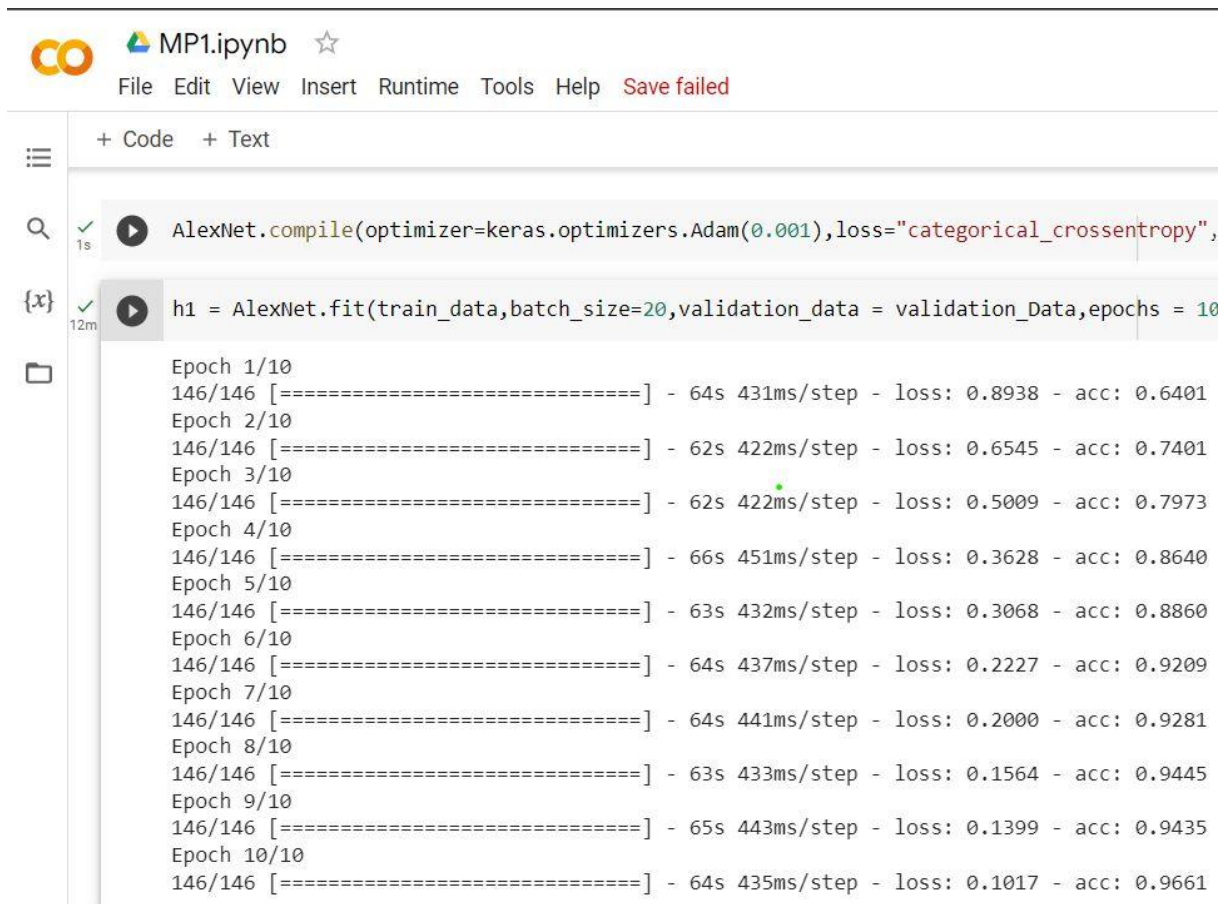 MP1.ipynb
File Edit View Insert Runtime Tools Help Save failed
+ Code + Text
1s
AlexNet.compile(optimizer=keras.optimizers.Adam(0.001),loss="categorical_crossentropy",
{x}
12m
h1 = AlexNet.fit(train_data,batch_size=20,validation_data = validation_Data,epochs = 10
Epoch 1/10
146/146 [==============================] - 64s 431ms/step - loss: 0.8938 - acc: 0.6401
Epoch 2/10
146/146 [==============================] - 62s 422ms/step - loss: 0.6545 - acc: 0.7401
Epoch 3/10
146/146 [==============================] - 62s 422ms/step - loss: 0.5009 - acc: 0.7973
Epoch 4/10
146/146 [==============================] - 66s 451ms/step - loss: 0.3628 - acc: 0.8640
Epoch 5/10
146/146 [==============================] - 63s 432ms/step - loss: 0.3068 - acc: 0.8860
Epoch 6/10
146/146 [==============================] - 64s 437ms/step - loss: 0.2227 - acc: 0.9209
Epoch 7/10
146/146 [==============================] - 64s 441ms/step - loss: 0.2000 - acc: 0.9281
Epoch 8/10
146/146 [==============================] - 63s 433ms/step - loss: 0.1564 - acc: 0.9445
Epoch 9/10
146/146 [==============================] - 65s 443ms/step - loss: 0.1399 - acc: 0.9435
Epoch 10/10
146/146 [==============================] - 64s 435ms/step - loss: 0.1017 - acc: 0.9661